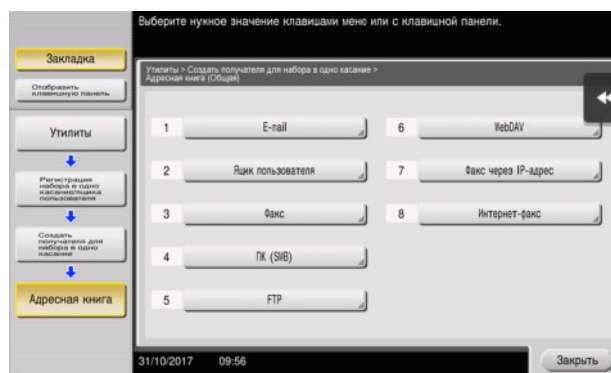 Выберите нужное значение клавишами меню или с клавишной панели.
Закладка
Отобразить
клавишную панель
Утилиты > Создать получателя для набора в одно касание >
Адресная книга (Общая)
Утилиты
1 E-mail
6 WebDAV
2 Ящик пользователя
7 Факс через IP-адрес
Регистрация
набора в одно
касание/ящика
пользователя
3 Факс
8 Интернет-факс
Создать
получателя для
набора в одно
касание
4 ПК (SMB)
Адресная книга
5 FTP
31/10/2017 09:56
Закрыть